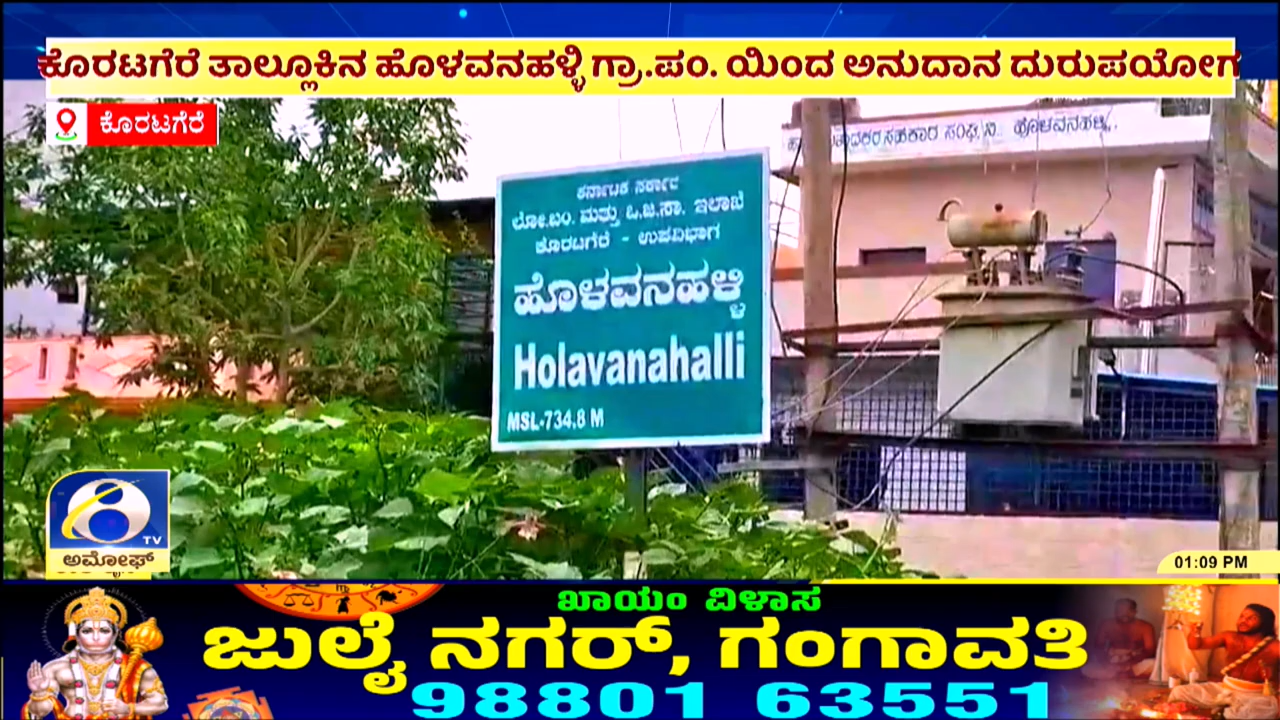 ಕೊರಟಗೆರೆ ತಾಲ್ಲೂಕಿನ ಹೊಳವನಹಳ್ಳಿ ಗ್ರಾ.ಪಂ. ಯಿಂದ ಅನುದಾನ ದುರುಪಯೋಗ
ಕೊರಟಗೆರೆ
ಸಹಕಾರ ಸಂಘ ನಿ. ಹೊಳವನಹಳ್ಳಿ.
ಕರ್ನಾಟಕ ಸರ್ಕಾರ
ಲೋ.ಇಂ. ಮತ್ತು ಒ.ಜ.ಸಾ. ಇಲಾಖೆ
ಕೊರಟಗೆರೆ - ಉಪವಿಭಾಗ
ಹೊಳವನಹಳ್ಳಿ
Holavanahalli
MSL-734.8 M
TV
ಅಮೋಘ್
01:09 PM
ಖಾಯಂ ವಿಳಾಸ
ಜುಲೈ ನಗರ್, ಗಂಗಾವತಿ
98801 63551